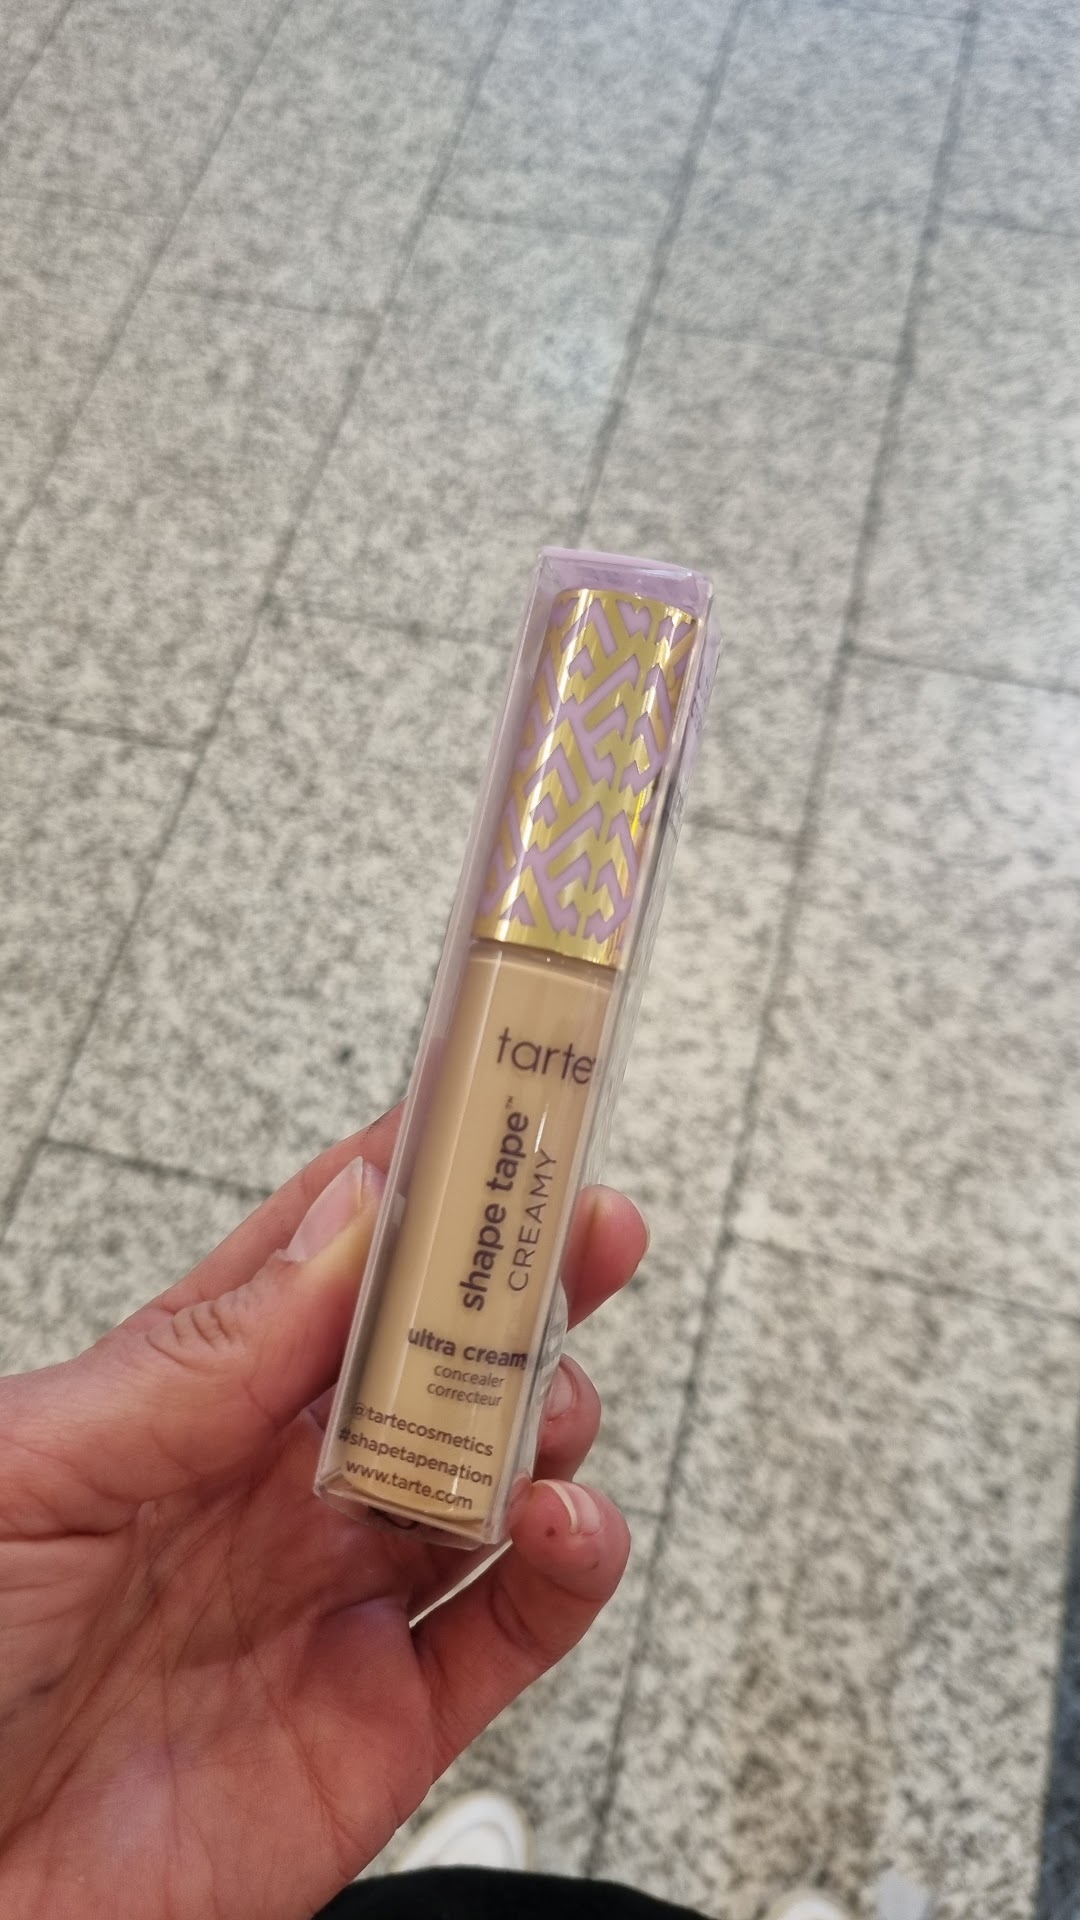 tarte
shape tape™
CREAMY
ultra cream
concealer
correcteur
@tartecosmetics
#shapetapenation
www.tarte.com